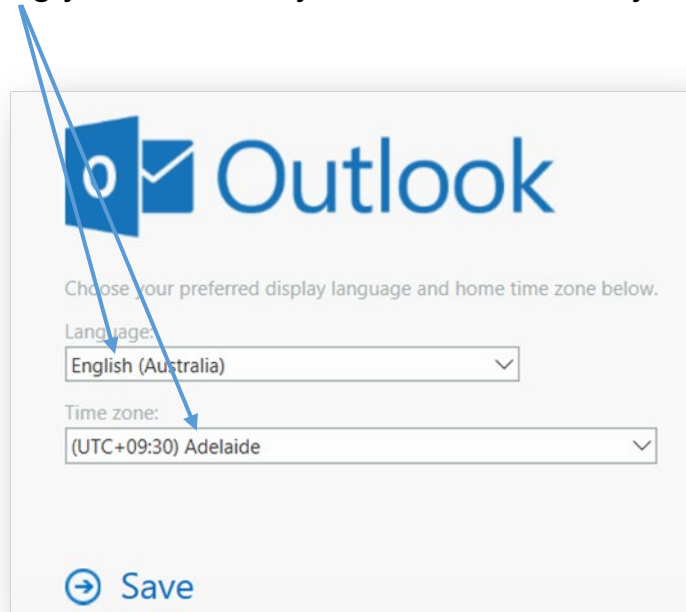 Outlook
Choose your preferred display language and home time zone below.
Language:
English (Australia)
Time zone:
(UTC+09:30) Adelaide
Save